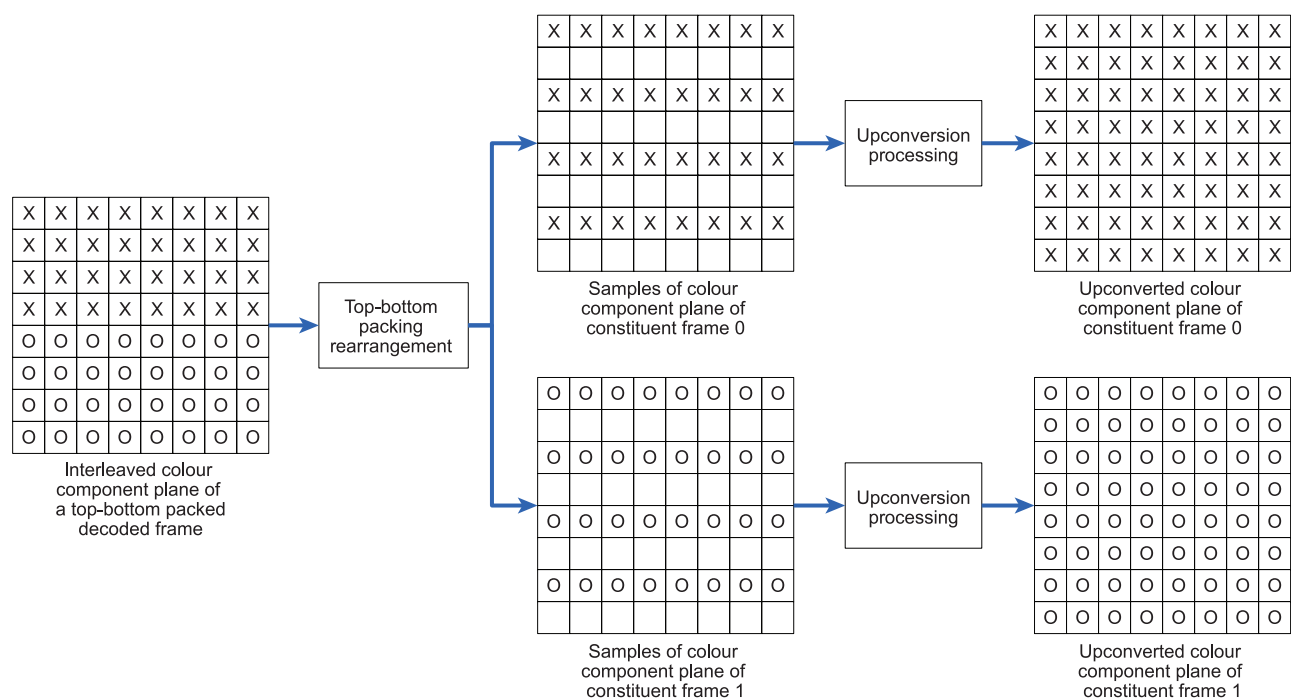 X X X X X X X X
X X X X X X X X
X X X X X X X X
X X X X X X X X
Samples of colour
component plane of
constituent frame 0
Upconversion
processing
X X X X X X X X
X X X X X X X X
X X X X X X X X
X X X X X X X X
X X X X X X X X
X X X X X X X X
X X X X X X X X
X X X X X X X X
Upconverted colour
component plane of
constituent frame 0
X X X X X X X X
X X X X X X X X
X X X X X X X X
X X X X X X X X
O O O O O O O O
O O O O O O O O
O O O O O O O O
O O O O O O O O
Interleaved colour
component plane of
a top-bottom packed
decoded frame
Top-bottom
packing
rearrangement
O O O O O O O O
O O O O O O O O
O O O O O O O O
O O O O O O O O
Samples of colour
component plane of
constituent frame 1
Upconversion
processing
O O O O O O O O
O O O O O O O O
O O O O O O O O
O O O O O O O O
O O O O O O O O
O O O O O O O O
O O O O O O O O
O O O O O O O O
Upconverted colour
component plane of
constituent frame 1